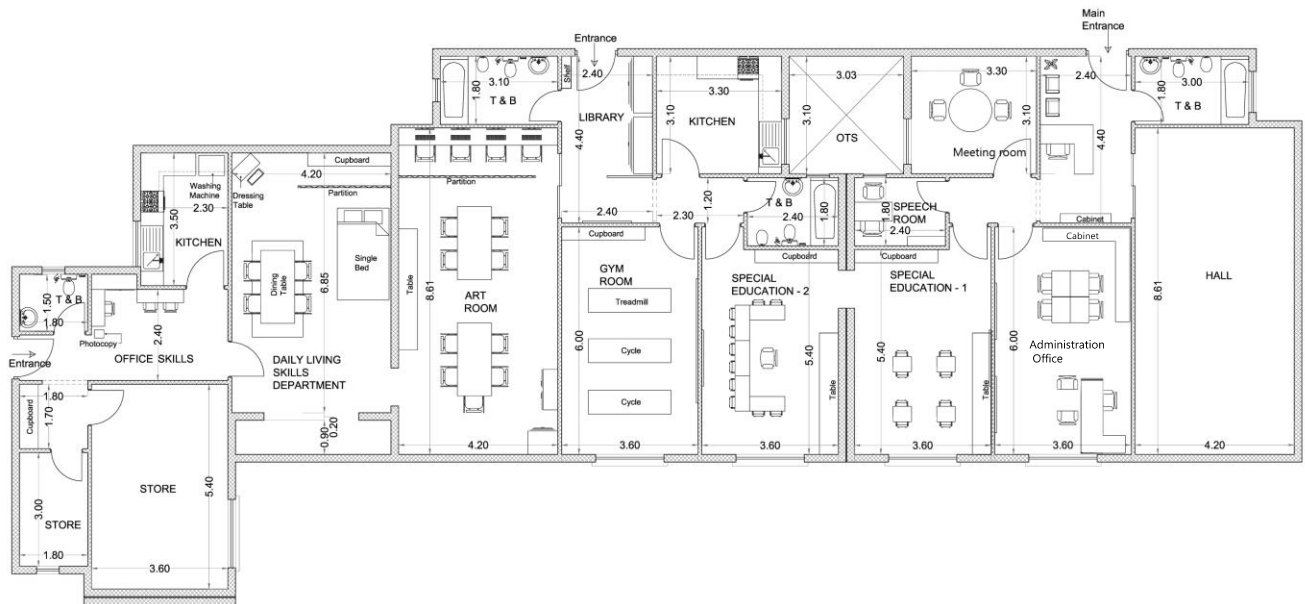 Main
Entrance
Entrance
2.40
3.10
1.80
T & B
Shelf
2.40
LIBRARY
4.40
3.10
3.30
KITCHEN
3.03
3.10
OTS
3.30
3.10
Meeting room
2.40
4.40
1.80
3.00
T & B
Cupboard
4.20
Partition
Dressing
Table
Washing
Machine
2.30
3.50
KITCHEN
Partition
8.61
ART
ROOM
Table
4.20
Single
Bed
Dining
Table
6.85
DAILY LIVING
SKILLS
DEPARTMENT
0.90
0.20
2.40
2.30
1.20
T & B
2.40
1.80
1.80
SPEECH
ROOM
2.40
Cabinet
Cabinet
Cupboard
GYM
ROOM
Treadmill
Cycle
Cycle
6.00
3.60
Cupboard
SPECIAL
EDUCATION - 2
5.40
Table
3.60
Cupboard
SPECIAL
EDUCATION - 1
5.40
Table
3.60
6.00
Administration
Office
3.60
HALL
8.61
4.20
1.50
T & B
1.80
Photocopy
2.40
OFFICE SKILLS
Entrance
1.80
Cupboard
1.70
STORE
5.40
3.60
3.00
STORE
1.80